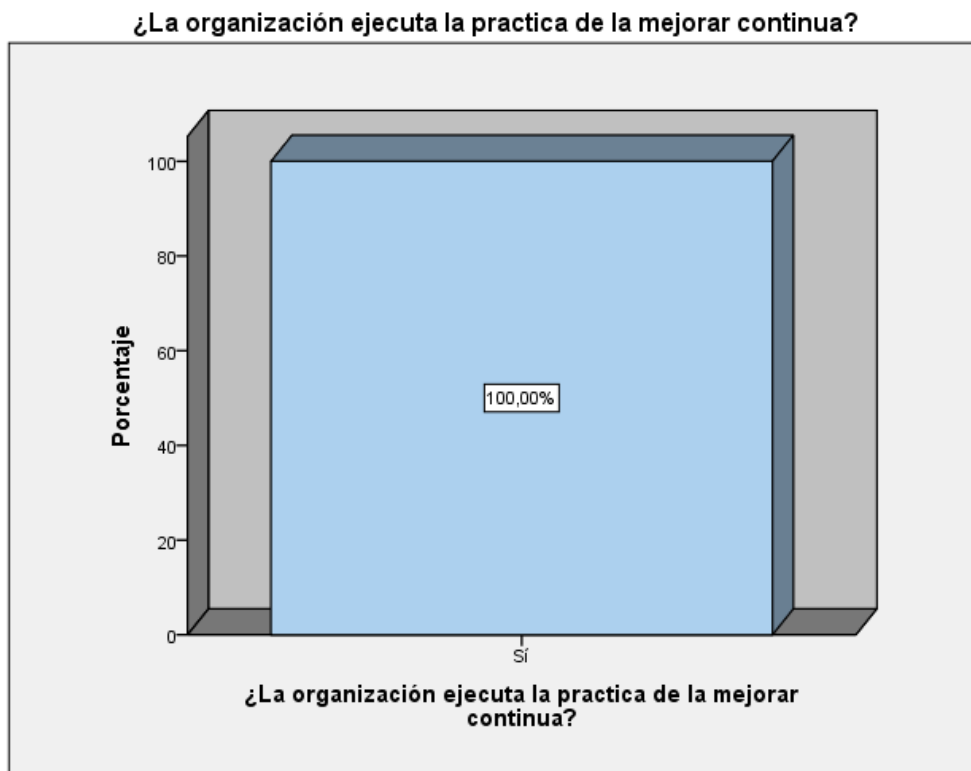 ¿La organización ejecuta la practica de la mejorar continua?
100
80
60
40
20
0
Porcentaje
100,00%
Sí
¿La organización ejecuta la practica de la mejorar
continua?